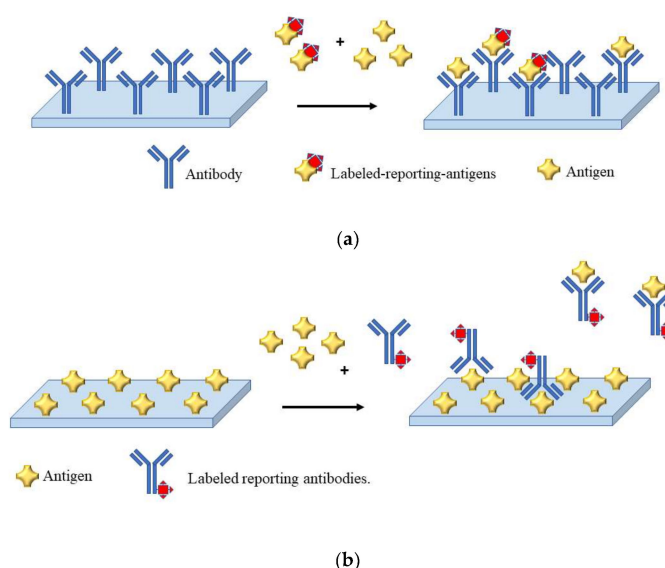 +
Antibody
Labeled-reporting-antigens
Antigen
(a)
+
Antigen
Labeled reporting antibodies.
(b)